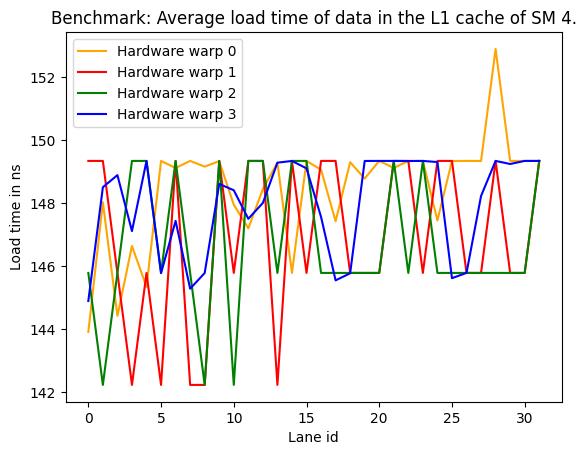 Benchmark: Average load time of data in the L1 cache of SM 4.
Hardware warp 0
Hardware warp 1
Hardware warp 2
Hardware warp 3
Load time in ns
152
150
148
146
144
142
0 5 10 15 20 25 30
Lane id